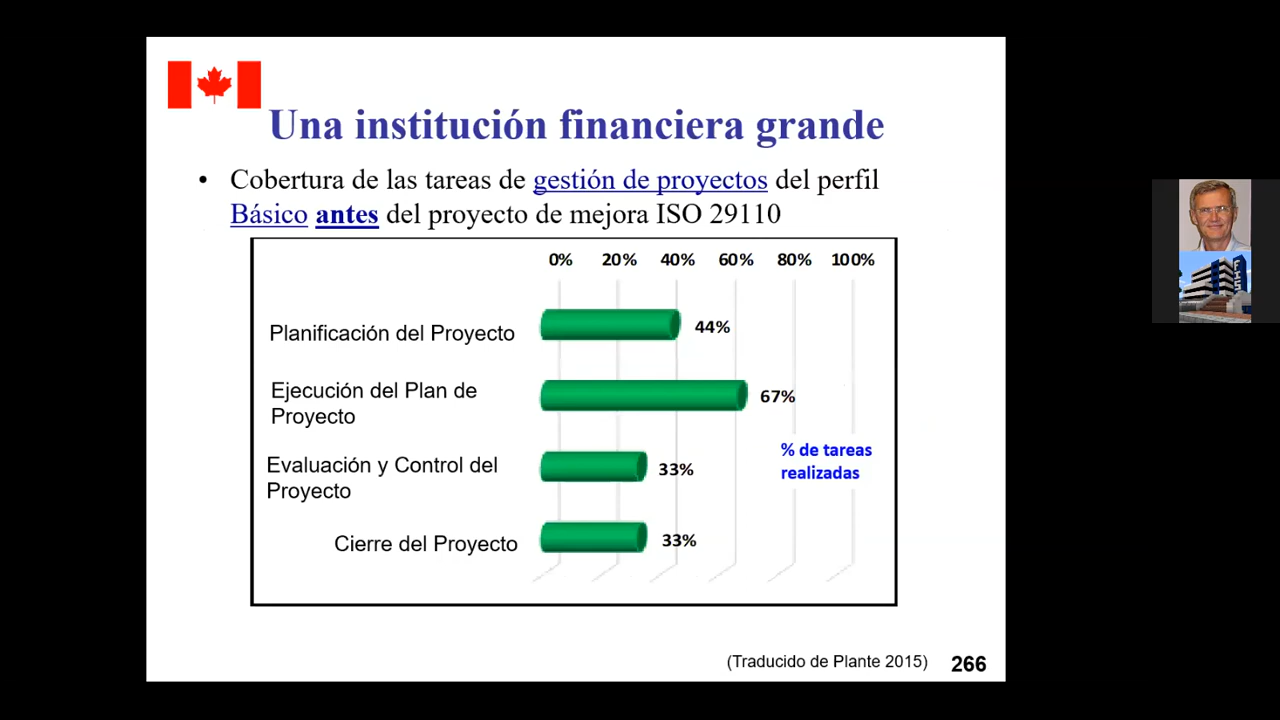 Una institución financiera grande
• Cobertura de las tareas de gestión de proyectos del perfil
Básico antes del proyecto de mejora ISO 29110
0% 20% 40% 60% 80% 100%
Planificación del Proyecto 44%
Ejecución del Plan de
Proyecto
67%
% de tareas
realizadas
Evaluación y Control del
Proyecto
33%
Cierre del Proyecto 33%
(Traducido de Plante 2015) 266
FIIS